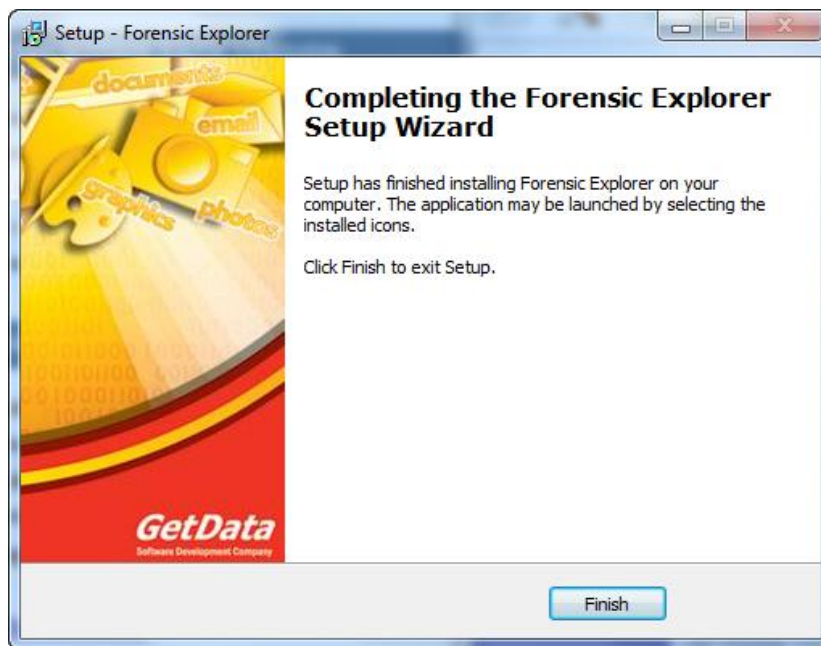 Setup - Forensic Explorer
documents
email
graphics
photos
Completing the Forensic Explorer
Setup Wizard
Setup has finished installing Forensic Explorer on your
computer. The application may be launched by selecting the
installed icons.
Click Finish to exit Setup.
GetData
Software Development Company
Finish